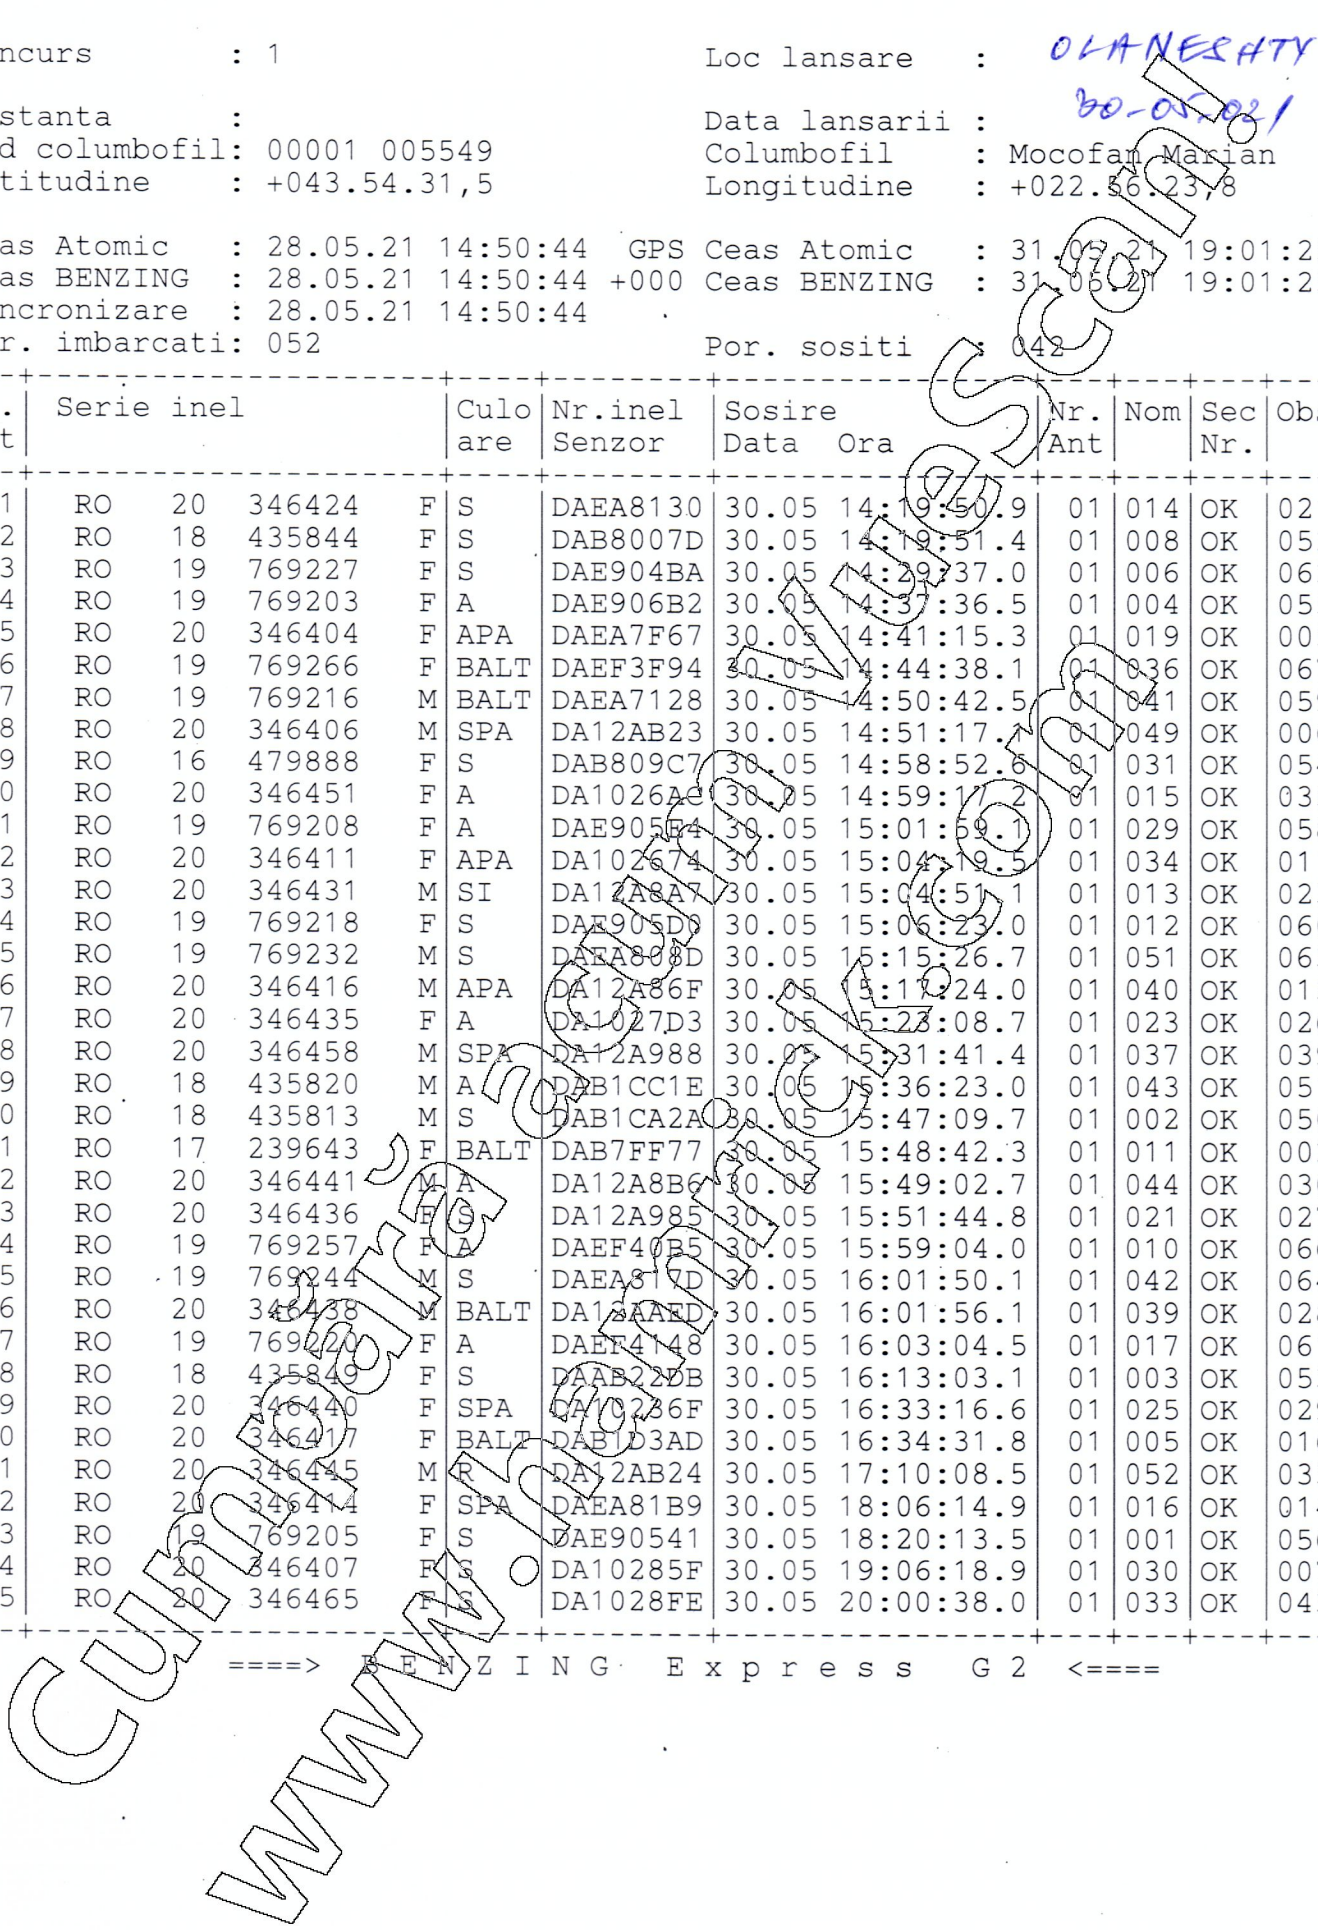 ncurs : 1 Loc lansare : OLANESHTY
stanta : Data lansarii : 30-05-021
d columbofil: 00001 005549 Columbofil : Mocofan Marian
titudine : +043.54.31,5 Longitudine : +022.56.23,8
as Atomic : 28.05.21 14:50:44 GPS Ceas Atomic : 31.05.21 19:01:2
as BENZING : 28.05.21 14:50:44 +000 Ceas BENZING : 31.05.21 19:01:2
ncronizare : 28.05.21 14:50:44
r. imbarcati: 052 Por. sositi : 042
. Serie inel Culo Nr.inel Sosire Nr. Nom Sec Ob
t are Senzor Data Ora Ant Nr.
1 RO 20 346424 F S DAEA8130 30.05 14:19:50.9 01 014 OK 02
2 RO 18 435844 F S DAB8007D 30.05 14:19:51.4 01 008 OK 05
3 RO 19 769227 F S DAE904BA 30.05 14:29:37.0 01 006 OK 06
4 RO 19 769203 F A DAE906B2 30.05 14:37:36.5 01 004 OK 05
5 RO 20 346404 F APA DAEA7F67 30.05 14:41:15.3 01 019 OK 00
6 RO 19 769266 F BALT DAEF3F94 30.05 14:44:38.1 01 036 OK 06
7 RO 19 769216 M BALT DAEA7128 30.05 14:50:42.5 01 041 OK 05
8 RO 20 346406 M SPA DA12AB23 30.05 14:51:17.1 01 049 OK 00
9 RO 16 479888 F S DAB809C7 30.05 14:58:52.6 01 031 OK 05
0 RO 20 346451 F A DA1026AC 30.05 14:59:17.2 01 015 OK 03
1 RO 19 769208 F A DAE905E4 30.05 15:01:59.1 01 029 OK 05
2 RO 20 346411 F APA DA102674 30.05 15:04:19.5 01 034 OK 01
3 RO 20 346431 M SI DA12A8A7 30.05 15:04:51.1 01 013 OK 02
4 RO 19 769218 F S DAE905D0 30.05 15:06:23.0 01 012 OK 06
5 RO 19 769232 M S DAEA808D 30.05 15:15:26.7 01 051 OK 06
6 RO 20 346416 M APA DA12A86F 30.05 15:17:24.0 01 040 OK 01
7 RO 20 346435 F A DA1027D3 30.05 15:23:08.7 01 023 OK 02
8 RO 20 346458 M SPA DA12A988 30.05 15:31:41.4 01 037 OK 03
9 RO 18 435820 M A DAB1CC1E 30.05 15:36:23.0 01 043 OK 05
0 RO 18 435813 M S DAB1CA2A 30.05 15:47:09.7 01 002 OK 05
1 RO 17 239643 F BALT DAB7FF77 30.05 15:48:42.3 01 011 OK 00
2 RO 20 346441 M A DA12A8B6 30.05 15:49:02.7 01 044 OK 03
3 RO 20 346436 F S DA12A985 30.05 15:51:44.8 01 021 OK 02
4 RO 19 769257 F A DAEF40B5 30.05 15:59:04.0 01 010 OK 06
5 RO 19 769244 M S DAEA817D 30.05 16:01:50.1 01 042 OK 06
6 RO 20 346438 M BALT DA13AAED 30.05 16:01:56.1 01 039 OK 02
7 RO 19 769220 F A DAEF4148 30.05 16:03:04.5 01 017 OK 06
8 RO 18 435849 F S DAAB22DB 30.05 16:13:03.1 01 003 OK 05
9 RO 20 346440 F SPA DA10236F 30.05 16:33:16.6 01 025 OK 02
0 RO 20 346417 F BALT DAB1D3AD 30.05 16:34:31.8 01 005 OK 01
1 RO 20 346445 M R DA12AB24 30.05 17:10:08.5 01 052 OK 03
2 RO 20 346414 F SPA DAEA81B9 30.05 18:06:14.9 01 016 OK 01
3 RO 19 769205 F S DAE90541 30.05 18:20:13.5 01 001 OK 05
4 RO 20 346407 F S DA10285F 30.05 19:06:18.9 01 030 OK 00
5 RO 20 346465 F S DA1028FE 30.05 20:00:38.0 01 033 OK 04
====> B E N Z I N G E x p r e s s G 2 <====
Cumpără acum VueScan!
www.hamrick.com